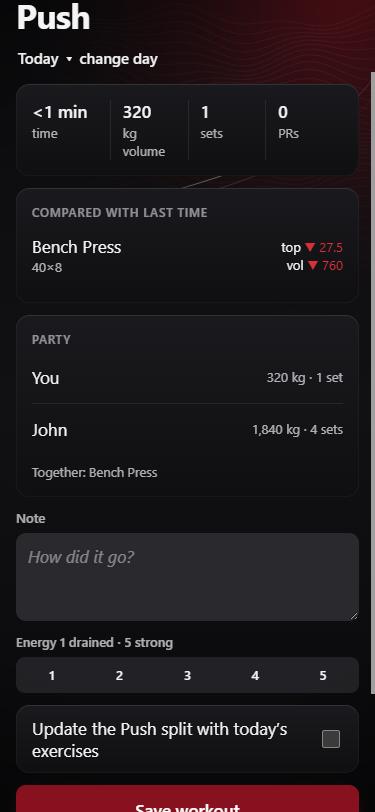 Push
Today ▾ change day
<1 min
time
320
kg
volume
1
sets
0
PRs
COMPARED WITH LAST TIME
Bench Press
40×8
top ▼ 27.5
vol ▼ 760
PARTY
You
320 kg · 1 set
John
1,840 kg · 4 sets
Together: Bench Press
Note
How did it go?
Energy 1 drained · 5 strong
1 2 3 4 5
Update the Push split with today's
exercises
Save workout